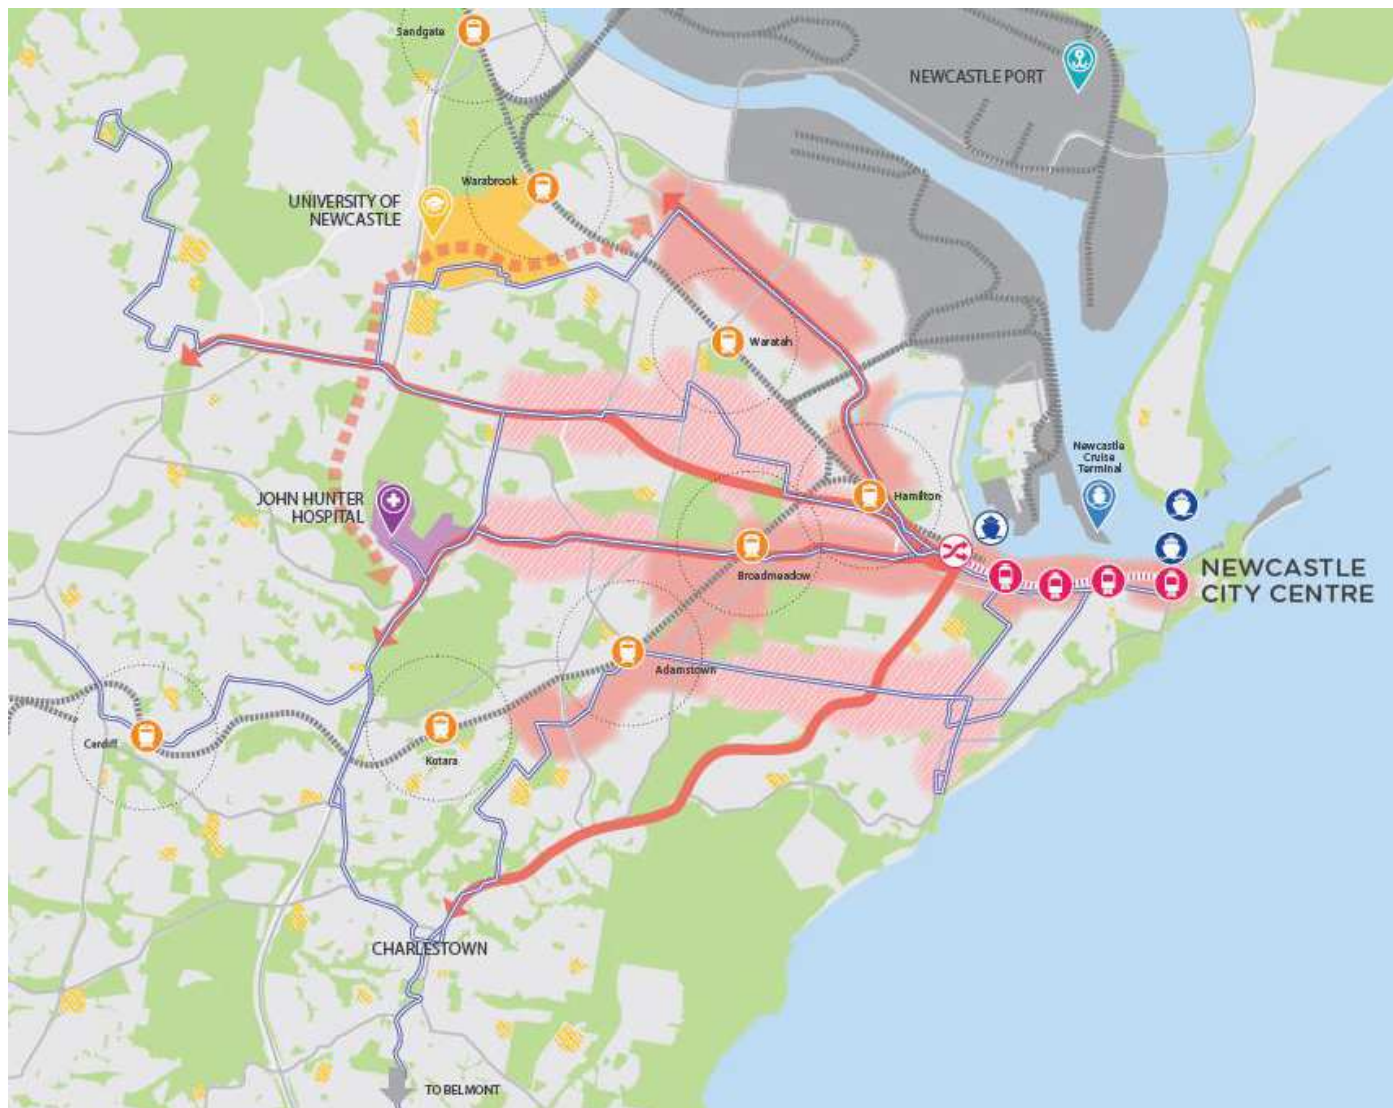 Sandgate
NEWCASTLE PORT
Warabrook
UNIVERSITY OF
NEWCASTLE
Waratah
Newcastle
Cruise
Terminal
JOHN HUNTER
HOSPITAL
Hamilton
Broadmeadow
NEWCASTLE
CITY CENTRE
Adamstown
Cardiff
Kotara
CHARLESTOWN
TO BELMONT